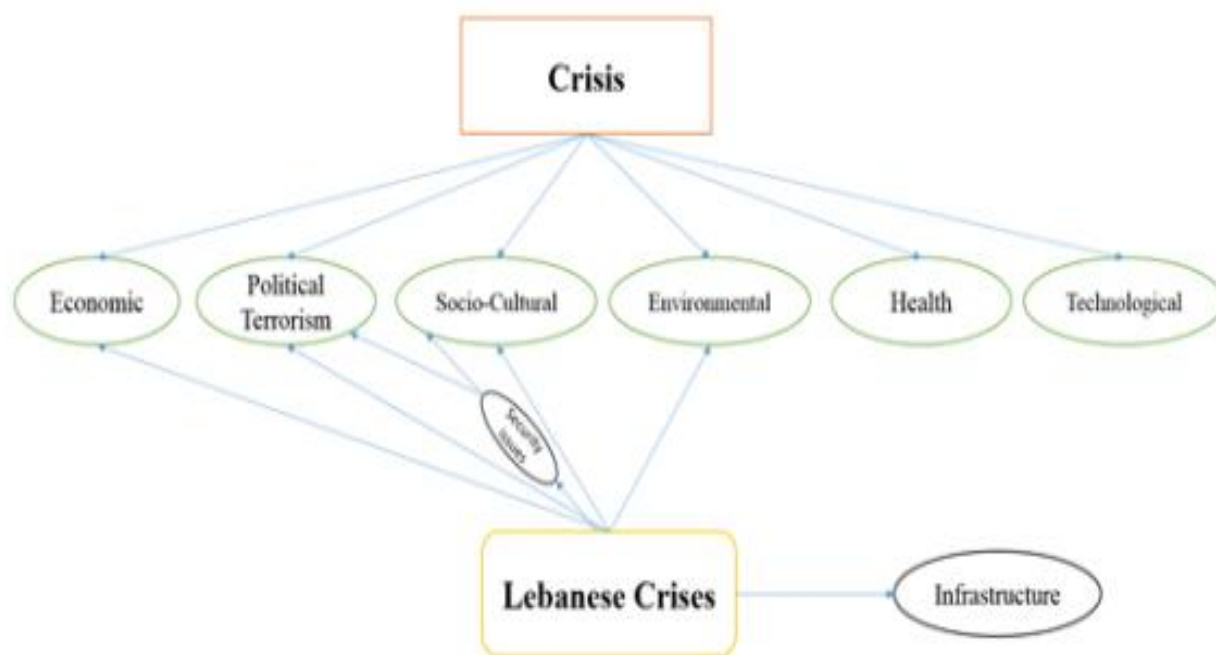 Crisis
Economic
Political
Terrorism
Socio-Cultural
Environmental
Health
Technological
Security
issues
Lebanese Crises
Infrastructure